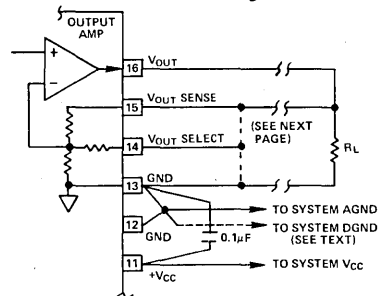 OUTPUT
AMP
+
−
16 VOUT
15 VOUT SENSE
(SEE NEXT
PAGE)
14 VOUT SELECT
RL
13 GND
TO SYSTEM AGND
12 GND
0.1μF
TO SYSTEM DGND
(SEE TEXT)
11 +VCC
TO SYSTEM VCC